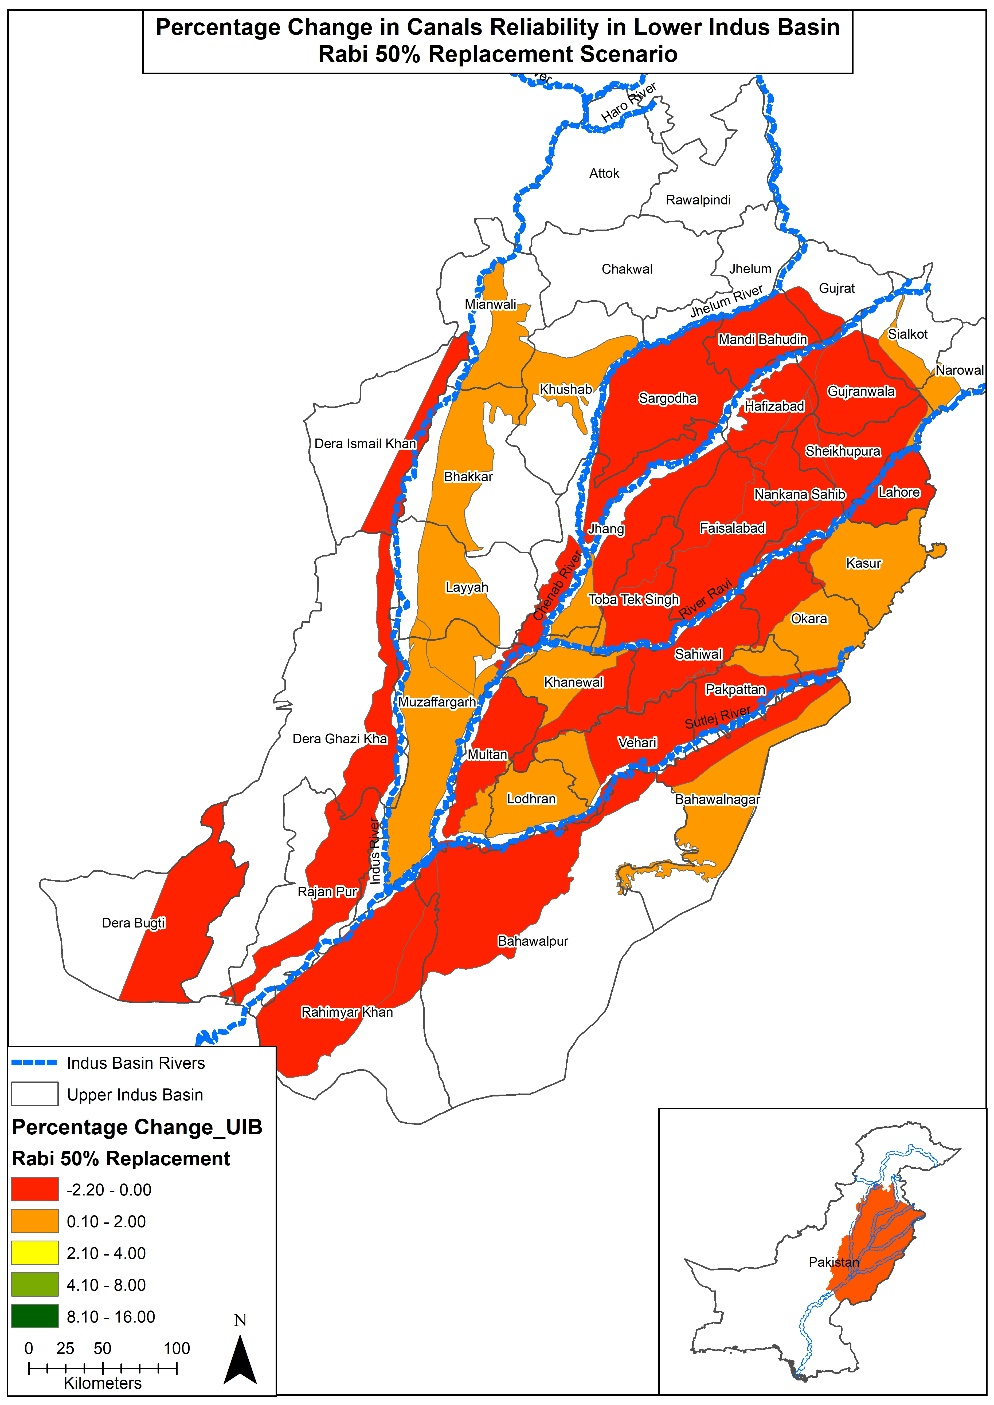 Percentage Change in Canals Reliability in Lower Indus Basin
Rabi 50% Replacement Scenario
Haro River
Attok
Rawalpindi
Chakwal
Jhelum
Gujrat
Mianwali
Jhelum River
Sialkot
Mandi Bahudin
Narowal
Khushab
Sargodha
Gujranwala
Hafizabad
Dera Ismail Khan
Sheikhupura
Bhakkar
Nankana Sahib
Lahore
Jhang
Faisalabad
Kasur
Chenab River
Layyah
Toba Tek Singh
River Ravi
Okara
Sahiwal
Khanewal
Pakpattan
Muzaffargarh
Sutlej River
Dera Ghazi Kha
Vehari
Multan
Lodhran
Bahawalnagar
Indus River
Rajan Pur
Dera Bugti
Bahawalpur
Rahimyar Khan
Indus Basin Rivers
Upper Indus Basin
Percentage Change_UIB
Rabi 50% Replacement
-2.20 - 0.00
0.10 - 2.00
2.10 - 4.00
4.10 - 8.00
8.10 - 16.00
N
0 25 50 100
Kilometers
Pakistan